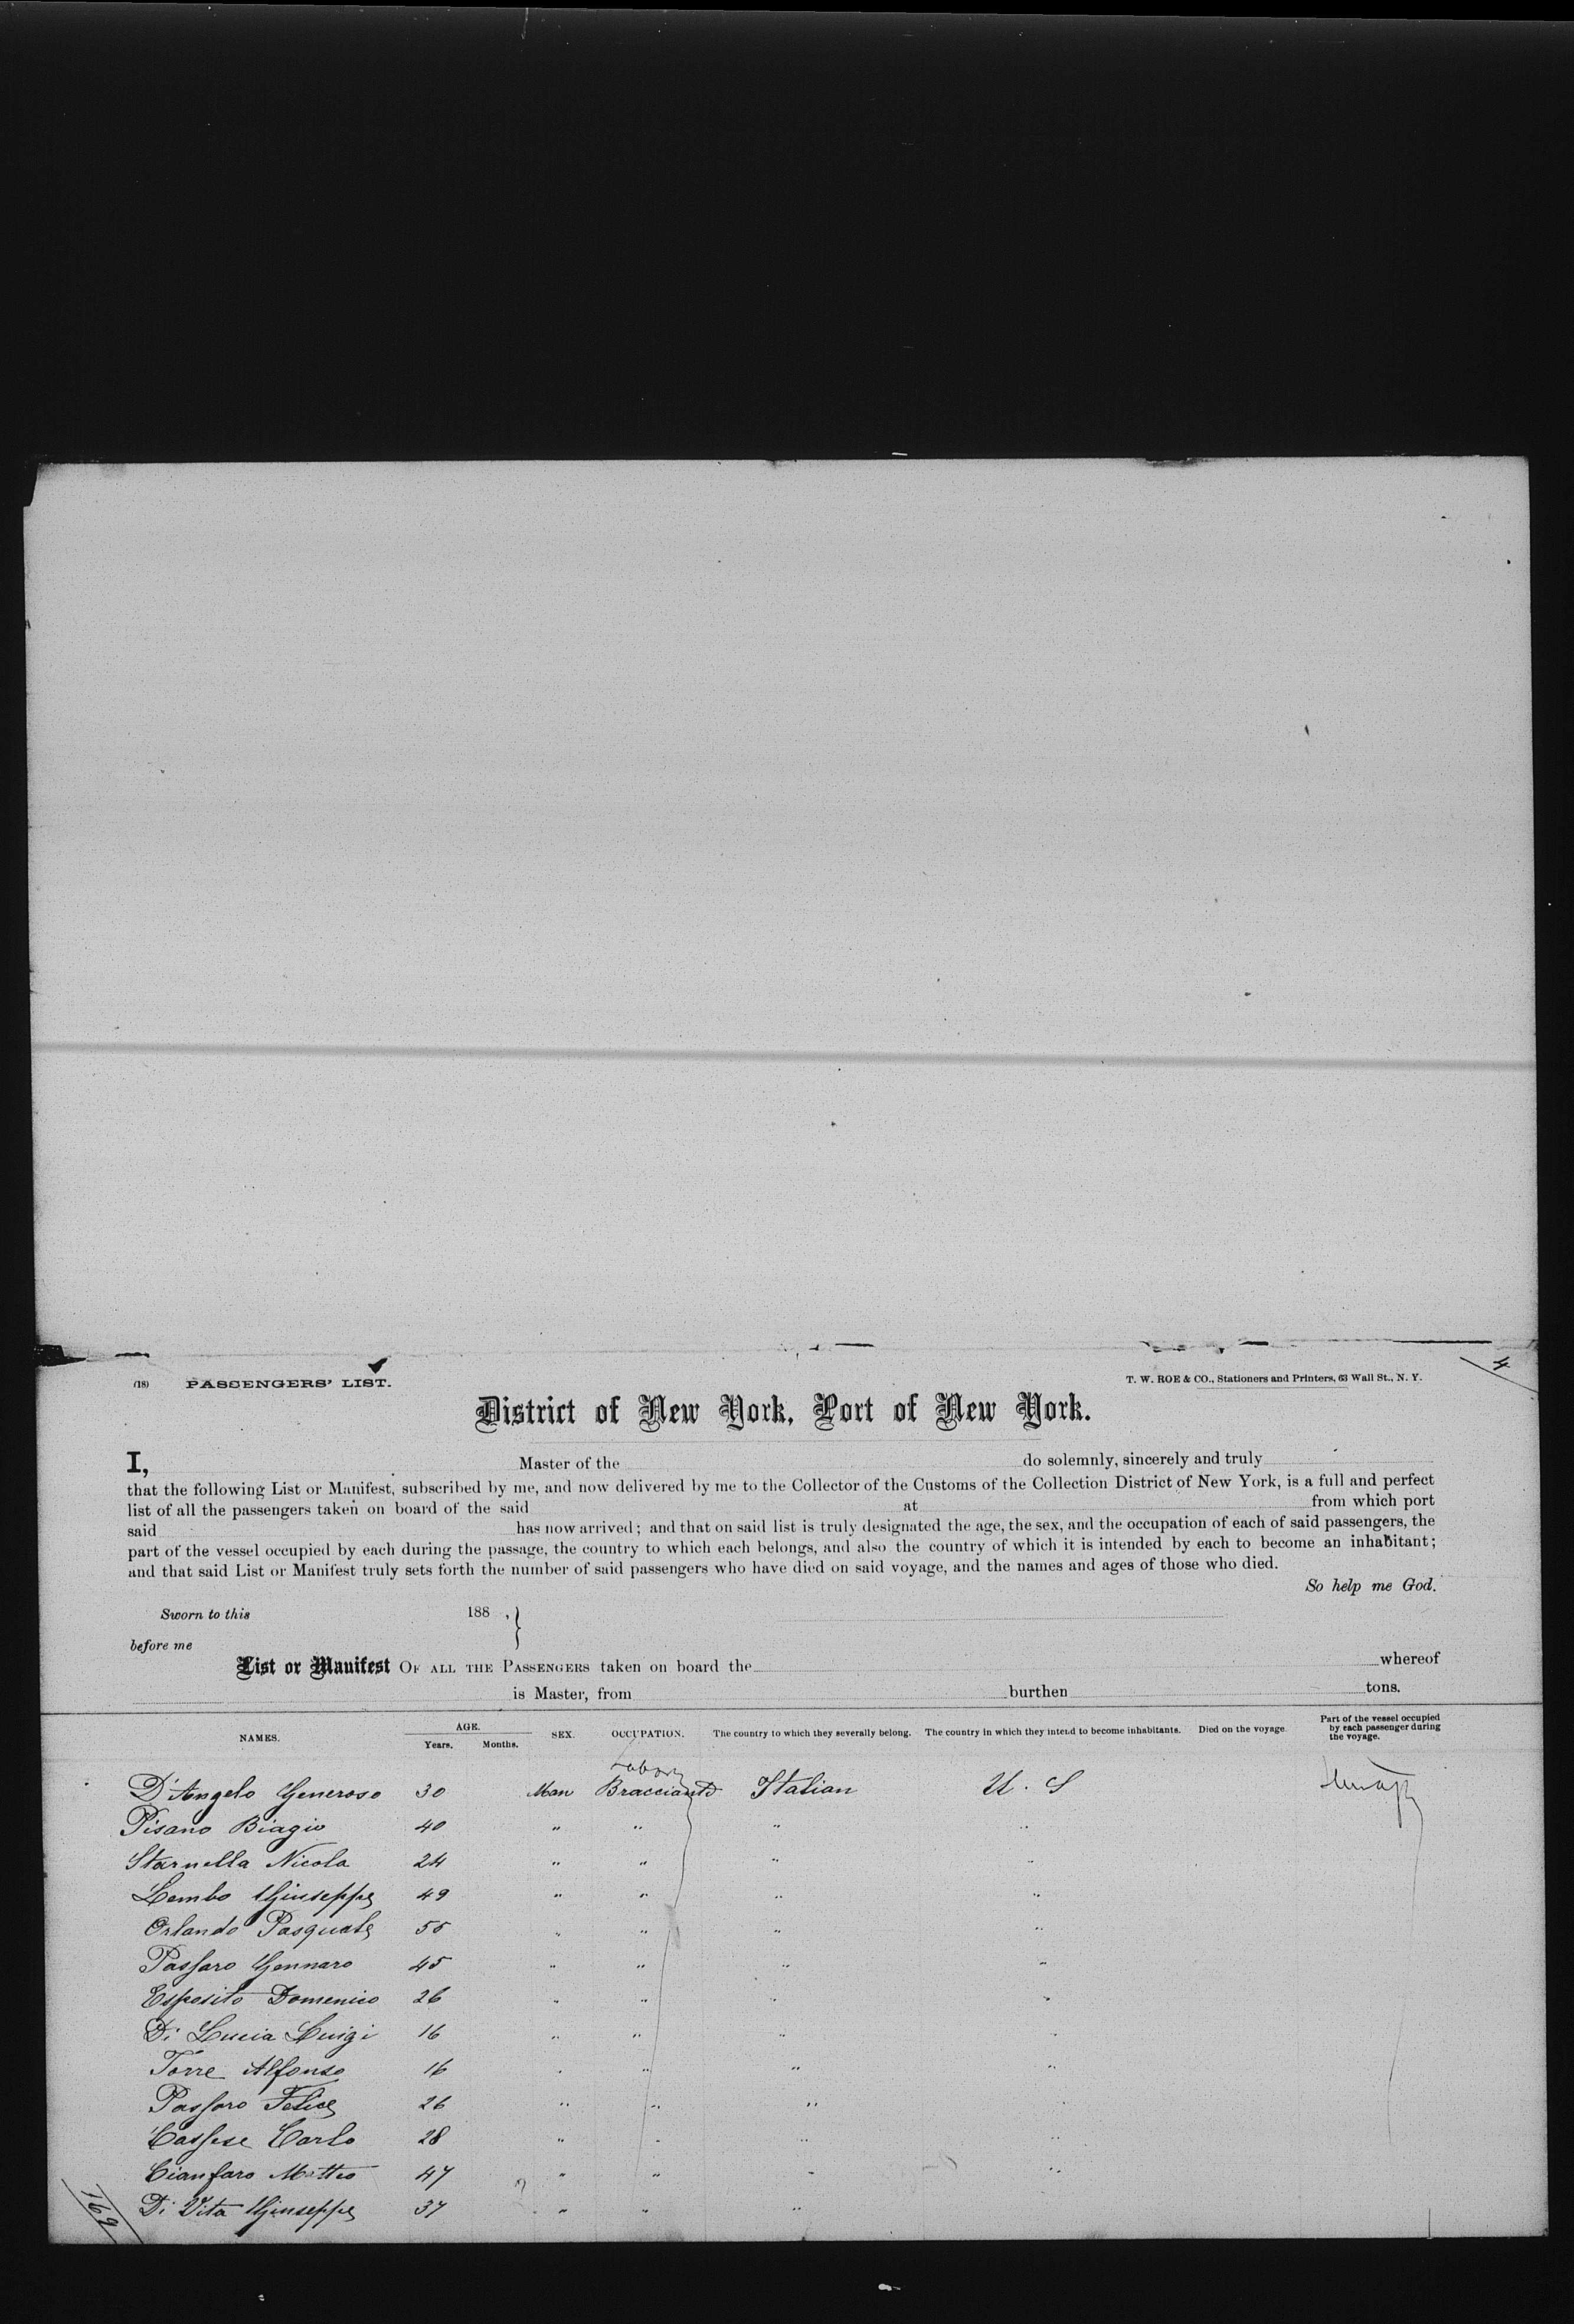 4
(18) PASSENGERS' LIST. T. W. ROE & CO., Stationers and Printers, 63 Wall St., N. Y.
District of New York, Port of New York.
I, Master of the do solemnly, sincerely and truly
that the following List or Manifest, subscribed by me, and now delivered by me to the Collector of the Customs of the Collection District of New York, is a full and perfect
list of all the passengers taken on board of the said at from which port
said has now arrived; and that on said list is truly designated the age, the sex, and the occupation of each of said passengers, the
part of the vessel occupied by each during the passage, the country to which each belongs, and also the country of which it is intended by each to become an inhabitant;
and that said List or Manifest truly sets forth the number of said passengers who have died on said voyage, and the names and ages of those who died.
So help me God.
Sworn to this 188 , }
before me
List or Manifest OF ALL THE PASSENGERS taken on board the whereof
is Master, from burthen tons.
NAMES. AGE. Years. Months. SEX. OCCUPATION. The country to which they severally belong. The country in which they intend to become inhabitants. Died on the voyage. Part of the vessel occupied by each passenger during the voyage.
Labory
D'Angelo Generoso 30 Man Bracciante Italian U. S
Pisano Biagio 40 " " " "
Starnella Nicola 24 " " " "
Lembo Giuseppe 49 " " " "
Orlando Pasquale 55 " " " "
Passaro Gennaro 45 " " " "
Esposito Domenico 26 " " " "
Di Lucia Luigi 16 " " " "
Torre Alfonso 16 " " " "
Passaro Felice 26 " " " "
Cassese Carlo 28 " " " "
Cianfaro Matteo 47 " " " "
Di Vita Giuseppe 37 " " "
762